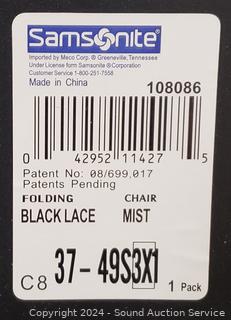 Samsonite®
Imported by Meco Corp. ® Greeneville, Tennessee
Under License form Samsonite ® Corporation
Customer Service 1-800-251-7558
Made in China
108086
0 42952 11427 5
Patent No: 08/699,017
Patents Pending
FOLDING CHAIR
BLACK LACE MIST
C8 37-49S3X1 1 Pack
Copyright 2024 - Sound Auction Service